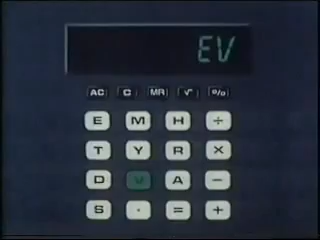 EV
AC C MR √ %
E M H ÷
T Y R X
D V A −
S . = +